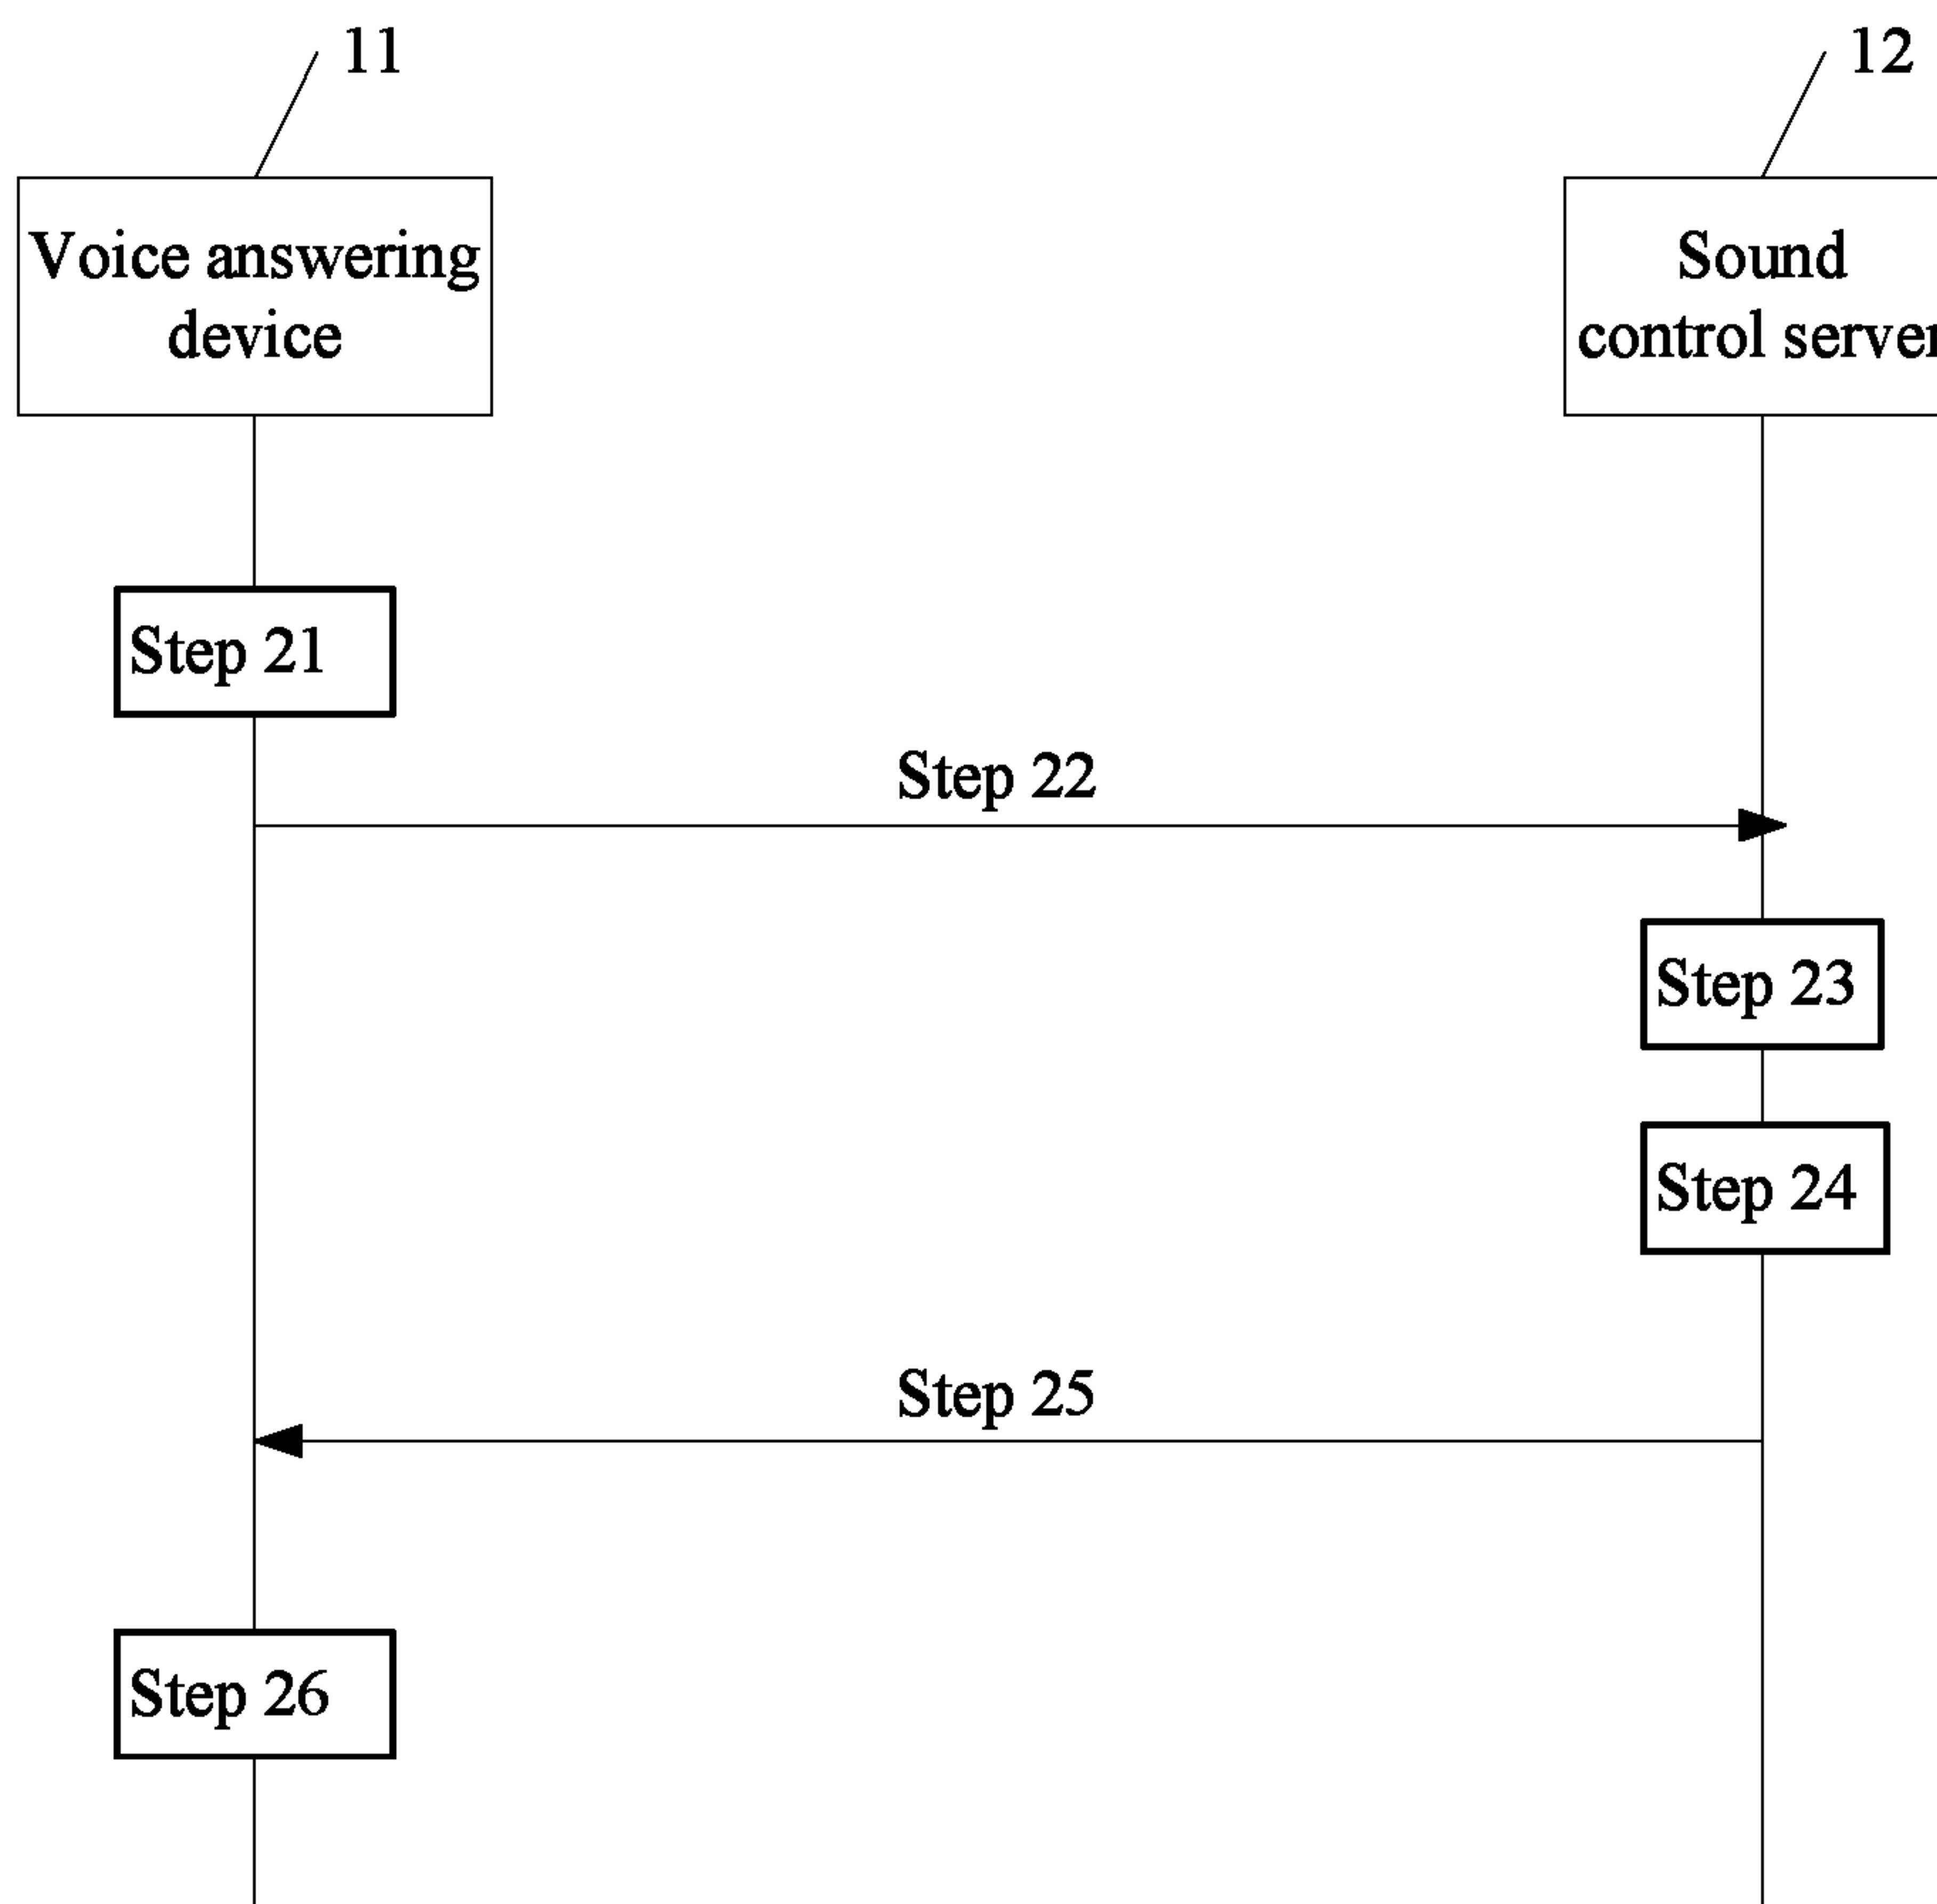 11
12
Voice answering
device
Sound
control server
Step 21
Step 22
Step 23
Step 24
Step 25
Step 26